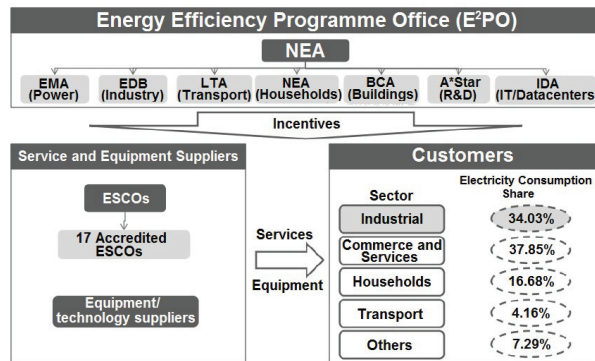 Energy Efficiency Programme Office (E²PO)
NEA
EMA
(Power)
EDB
(Industry)
LTA
(Transport)
NEA
(Households)
BCA
(Buildings)
A*Star
(R&D)
IDA
(IT/Datacenters)
Incentives
Service and Equipment Suppliers
ESCOs
17 Accredited
ESCOs
Equipment/
technology suppliers
Services
Equipment
Customers
Sector
Electricity Consumption
Share
Industrial
34.03%
Commerce and
Services
37.85%
Households
16.68%
Transport
4.16%
Others
7.29%